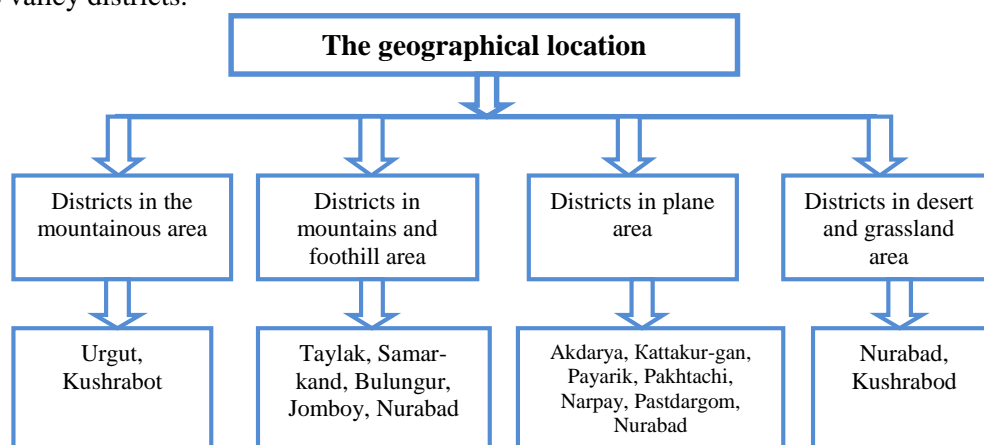 valley districts.
The geographical location
Districts in the
mountainous area
Districts in
mountains and
foothill area
Districts in plane
area
Districts in desert
and grassland
area
Urgut,
Kushrabot
Taylak, Samar-
kand, Bulungur,
Jomboy, Nurabad
Akdarya, Kattakur-gan,
Payarik, Pakhtachi,
Narpay, Pastdargom,
Nurabad
Nurabad,
Kushrabod